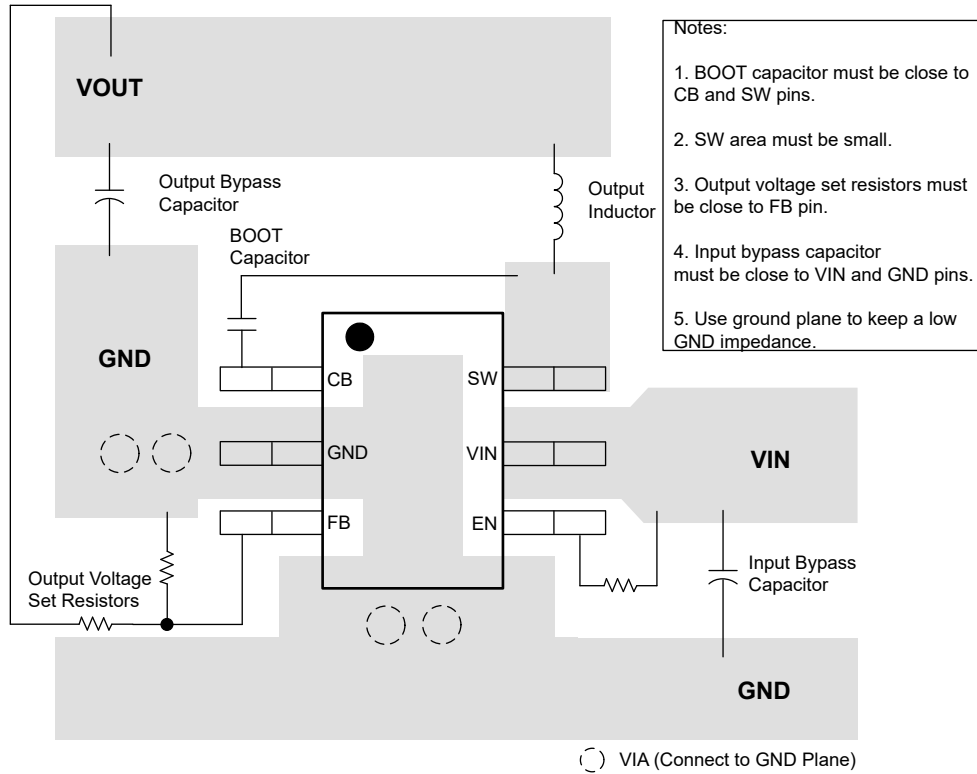 VOUT
Output Bypass
Capacitor
Output
Inductor
BOOT
Capacitor
GND
CB
SW
GND
VIN
FB
EN
VIN
Output Voltage
Set Resistors
Input Bypass
Capacitor
GND
VIA (Connect to GND Plane)
Notes:
1. BOOT capacitor must be close to
CB and SW pins.
2. SW area must be small.
3. Output voltage set resistors must
be close to FB pin.
4. Input bypass capacitor
must be close to VIN and GND pins.
5. Use ground plane to keep a low
GND impedance.